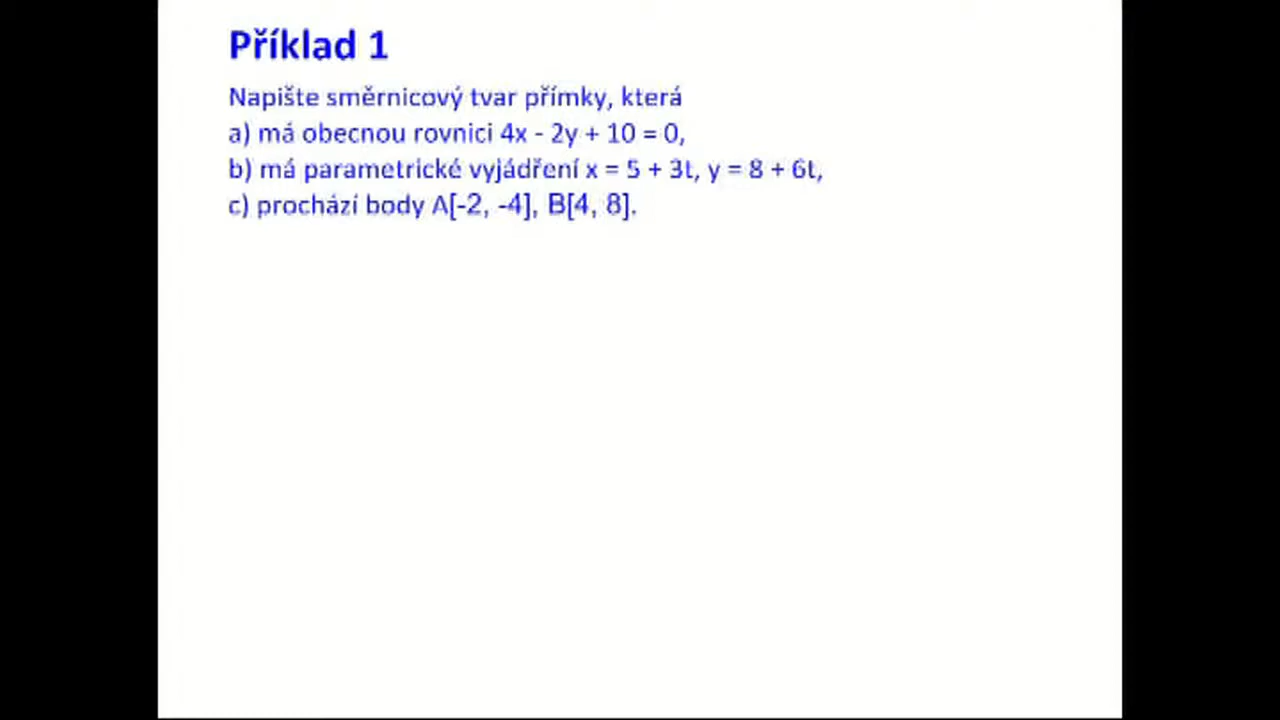 Příklad 1
Napište směrnicový tvar přímky, která
a) má obecnou rovnici 4x - 2y + 10 = 0,
b) má parametrické vyjádření x = 5 + 3t, y = 8 + 6t,
c) prochází body A[-2, -4], B[4, 8].